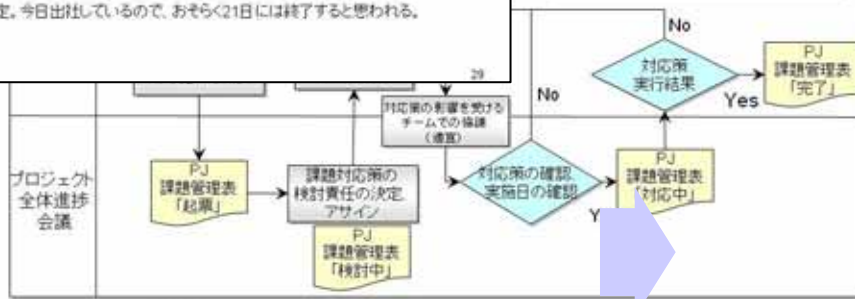 定。今日出社しているので、おそらく21日には終了すると思われる。
No
対応策
実行結果
Yes
PJ
課題管理表
「完了」
29
対応策の影響を受ける
チームでの協議
(適宜)
No
プロジェクト
全体進捗
会議
PJ
課題管理表
「起票」
課題対応策の
検討責任の決定、
アサイン
PJ
課題管理表
「検討中」
対応策の確認、
実施日の確認
Y
PJ
課題管理表
「対応中」